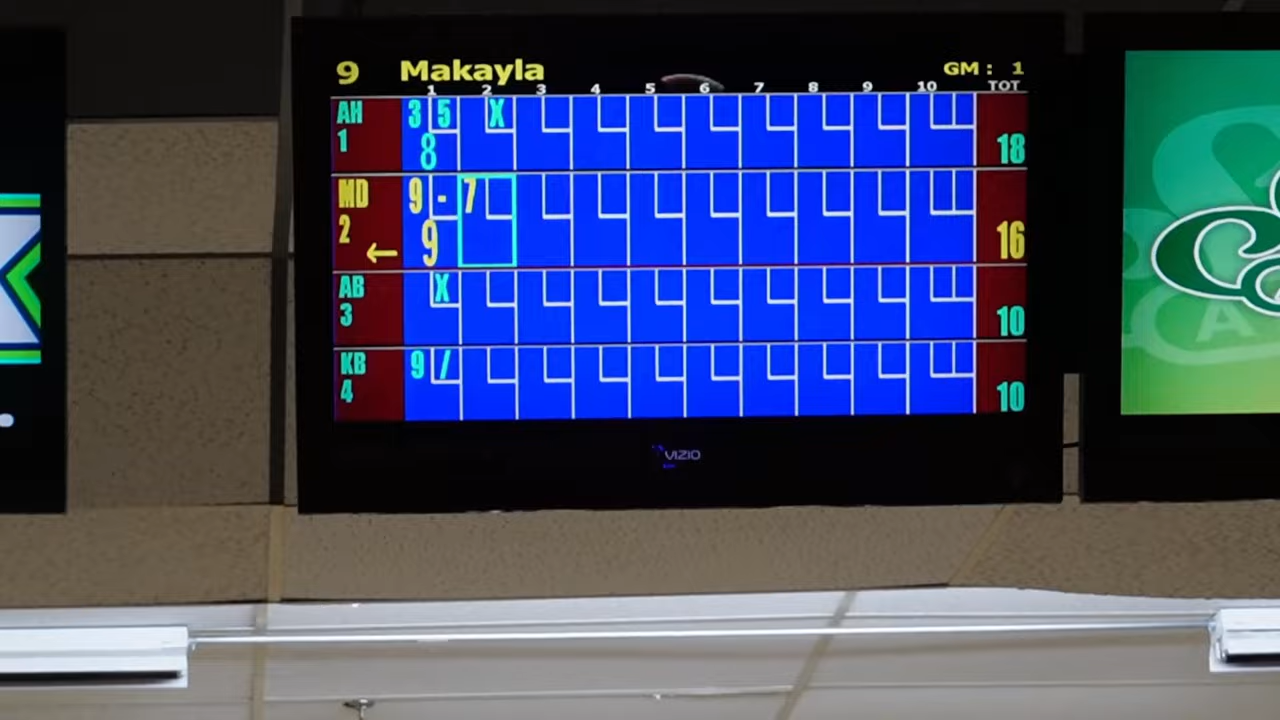 9 Makayla GM: 1
1 2 3 4 5 6 7 8 9 10 TOT
AH 3 5 X
1 8 18
MD 9 - 7
2 ← 9 16
AB X
3 10
KB 9 /
4 10
VIZIO